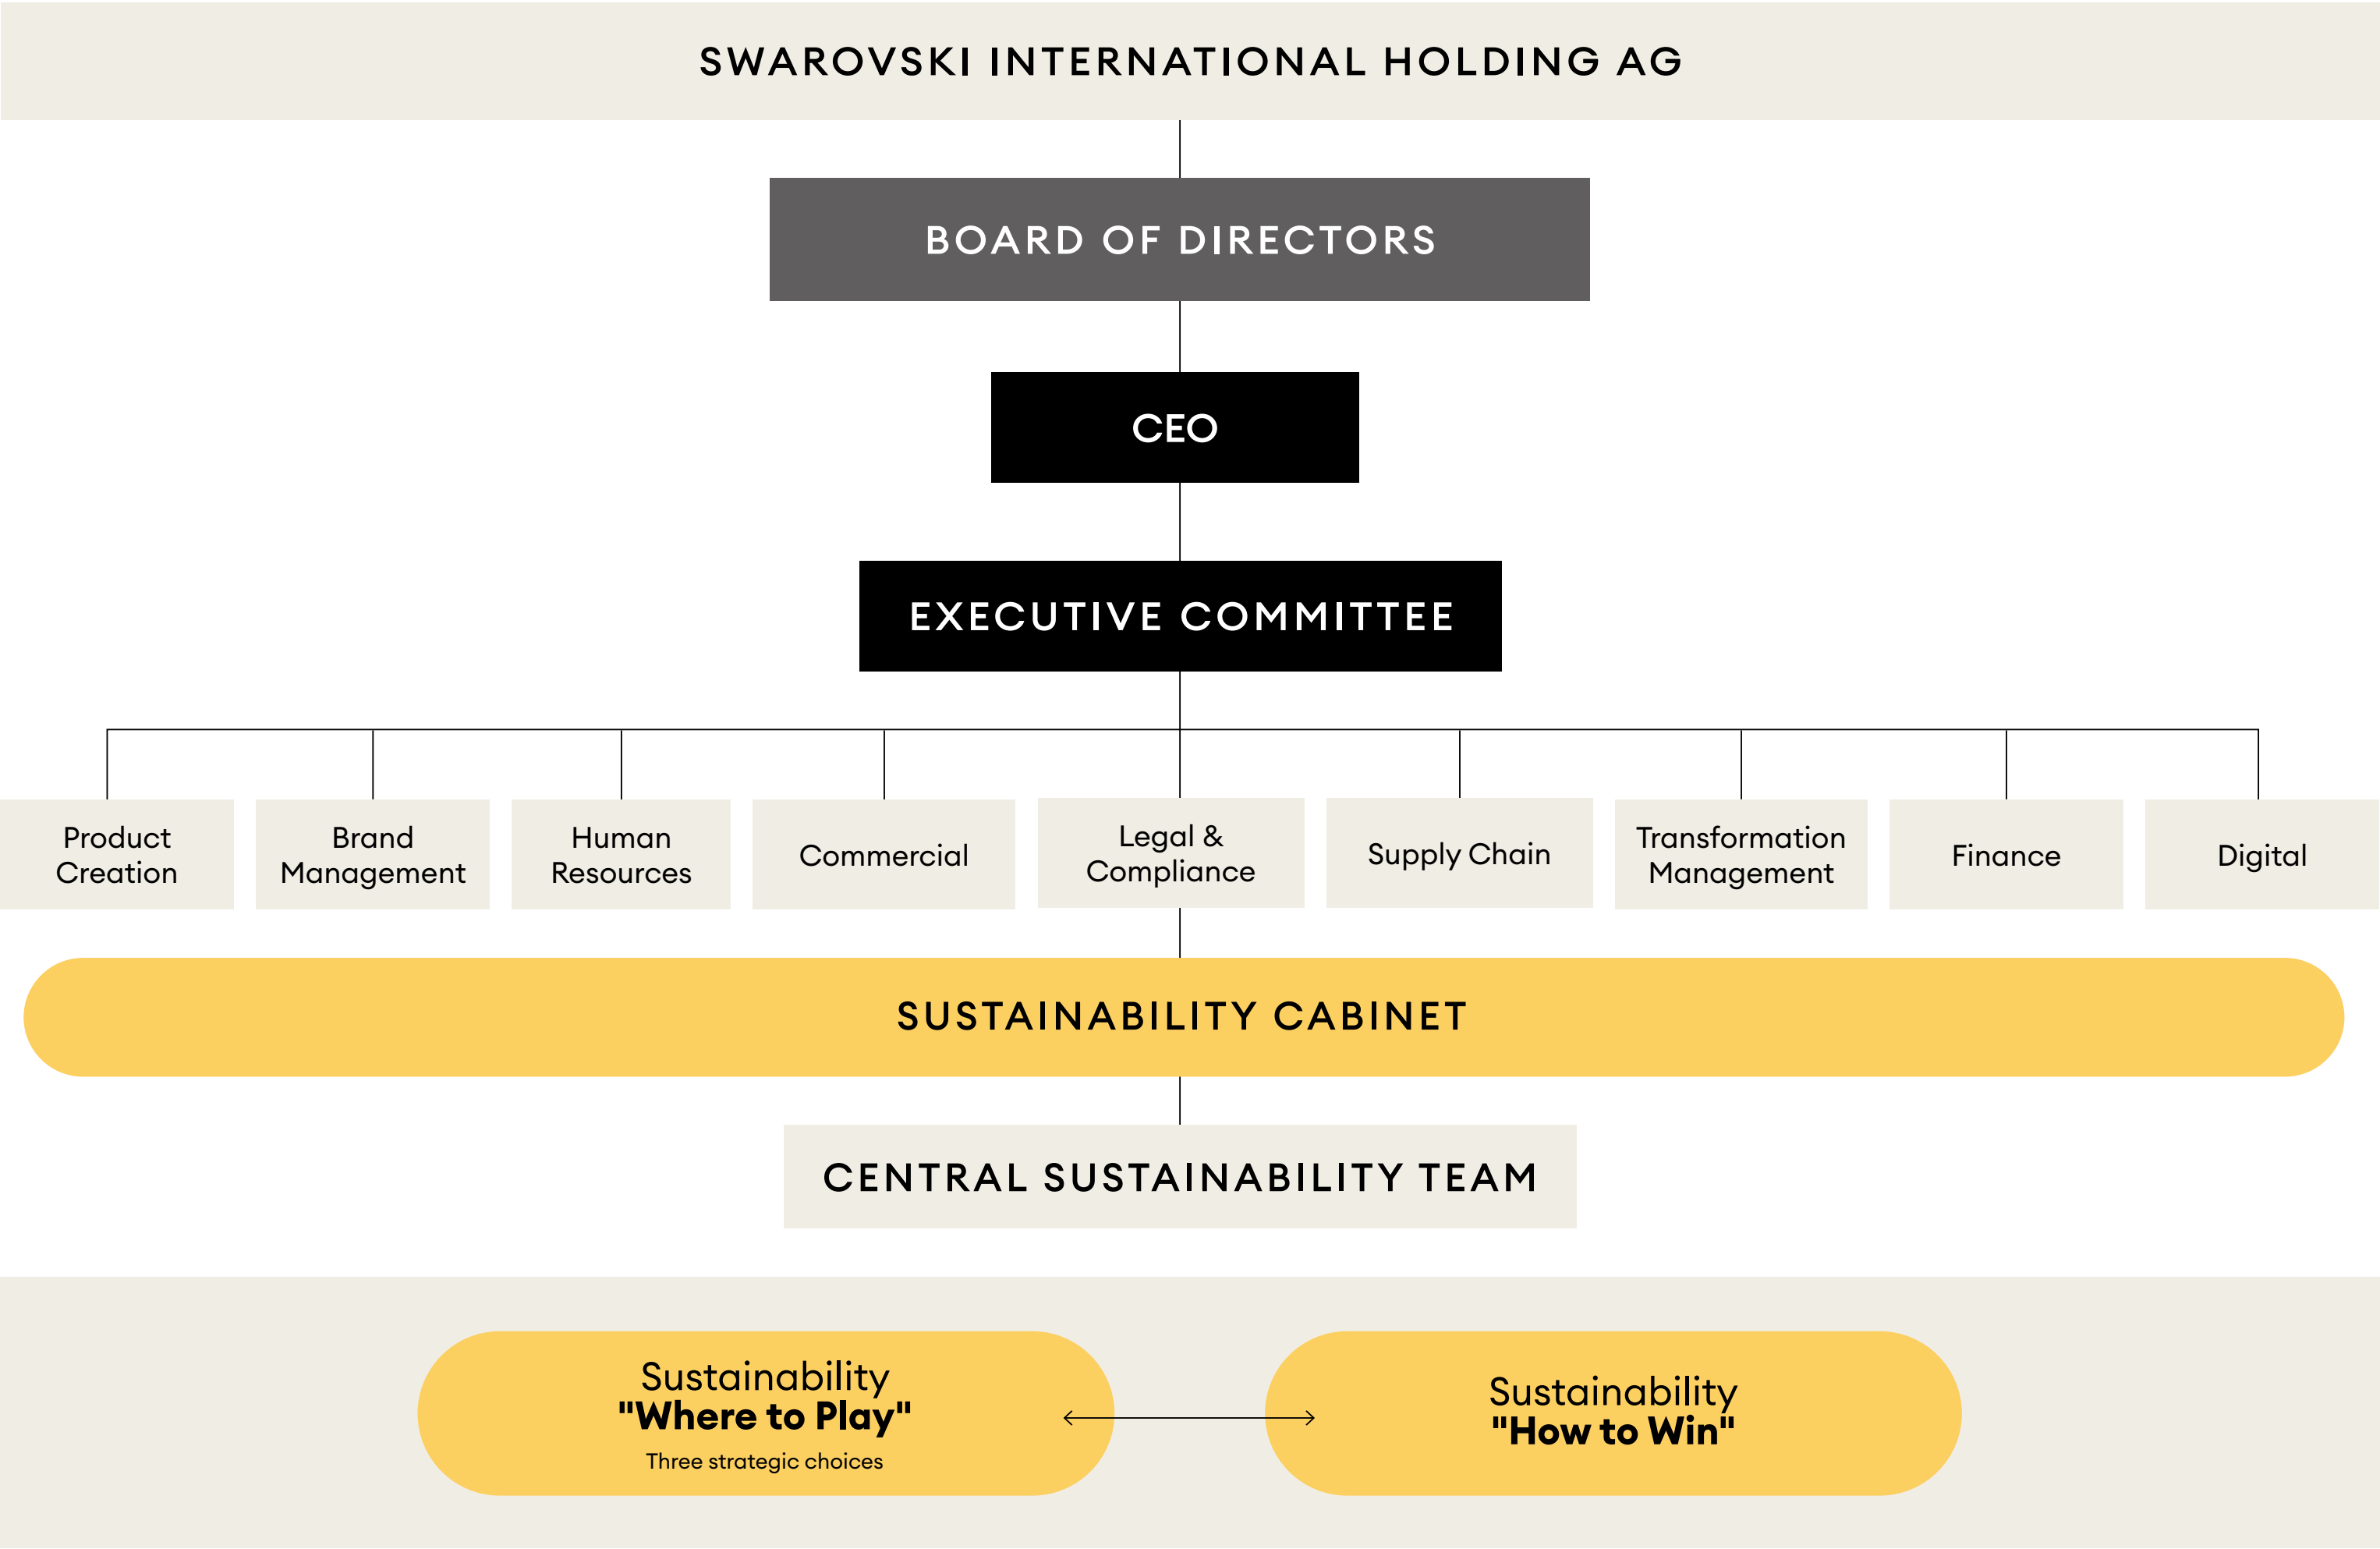 SWAROVSKI INTERNATIONAL HOLDING AG
BOARD OF DIRECTORS
CEO
EXECUTIVE COMMITTEE
Product
Creation
Brand
Management
Human
Resources
Commercial
Legal &
Compliance
Supply Chain
Transformation
Management
Finance
Digital
SUSTAINABILITY CABINET
CENTRAL SUSTAINABILITY TEAM
Sustainability
"Where to Play"
Three strategic choices
Sustainability
"How to Win"